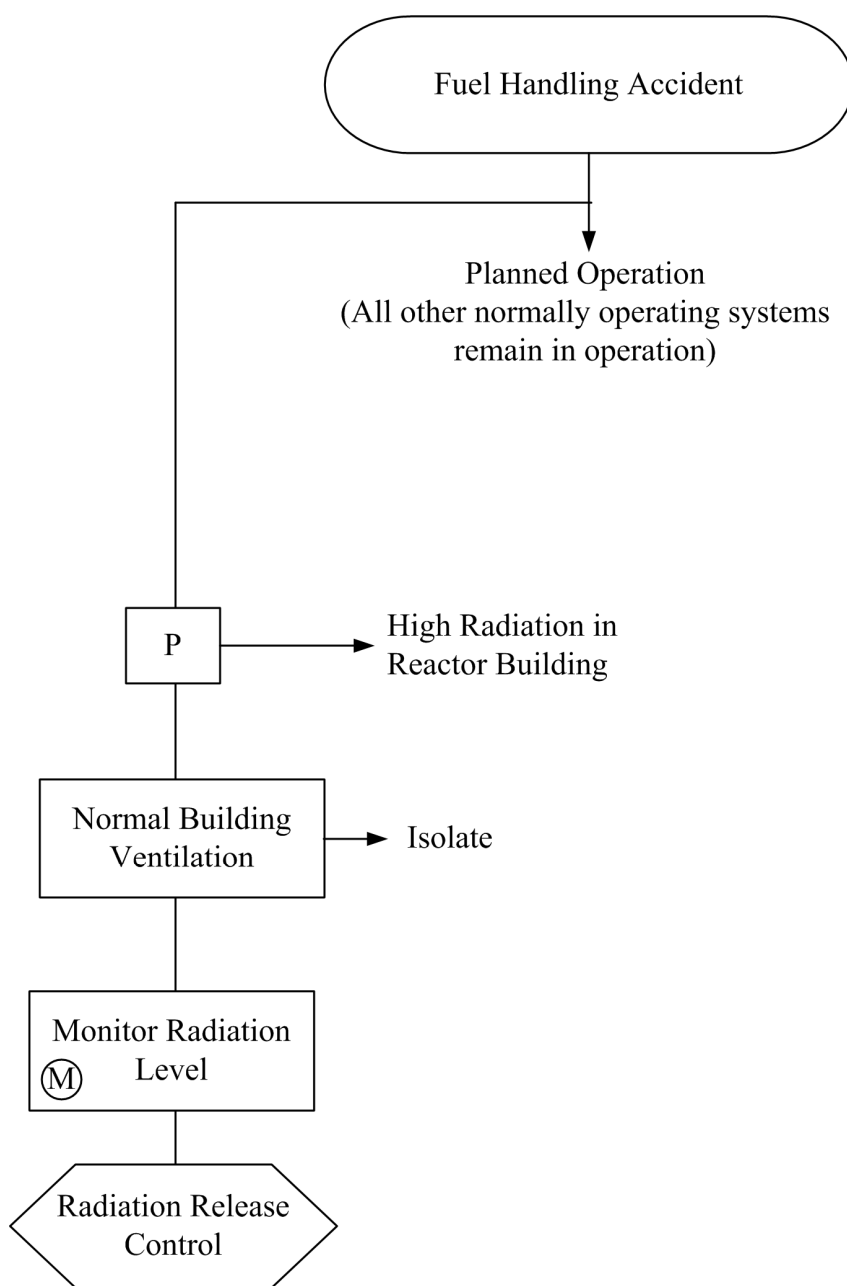 Fuel Handling Accident
Planned Operation
(All other normally operating systems
remain in operation)
P
High Radiation in
Reactor Building
Normal Building
Ventilation
Isolate
Monitor Radiation
Level
M
Radiation Release
Control